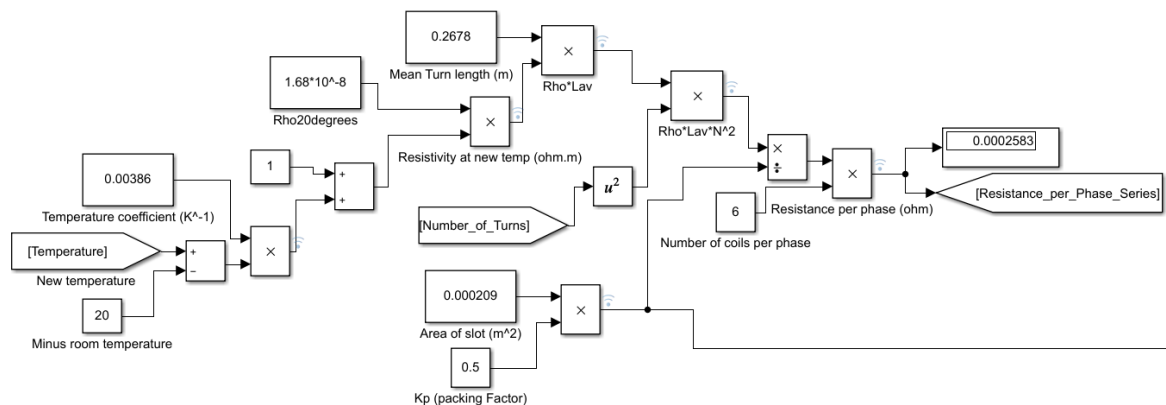 0.2678
Mean Turn length (m)
×
Rho*Lav
1.68*10^-8
Rho20degrees
×
Resistivity at new temp (ohm.m)
×
Rho*Lav*N^2
0.00386
Temperature coefficient (K^-1)
1
+
+
u²
×
÷
×
Resistance per phase (ohm)
0.0002583
[Resistance_per_Phase_Series]
[Temperature]
New temperature
+
−
×
[Number_of_Turns]
6
Number of coils per phase
20
Minus room temperature
0.000209
Area of slot (m^2)
×
0.5
Kp (packing Factor)